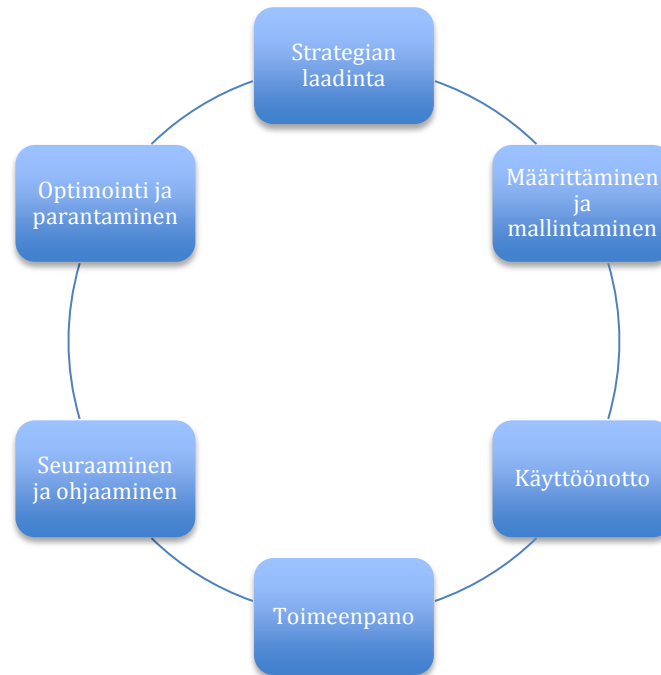 Strategian
laadinta
Määrittäminen
ja
mallintaminen
Käyttöönotto
Toimeenpano
Seuraaminen
ja ohjaaminen
Optimointi ja
parantaminen